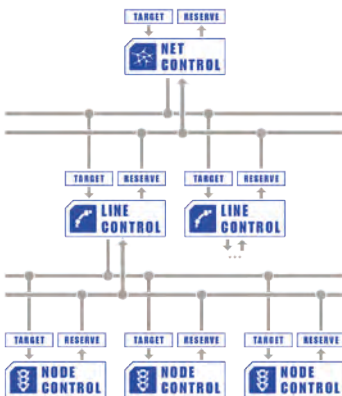 TARGET RESERVE
NET
CONTROL
TARGET RESERVE TARGET RESERVE
LINE LINE
CONTROL CONTROL
...
TARGET RESERVE TARGET RESERVE TARGET RESERVE
NODE NODE NODE
CONTROL CONTROL CONTROL